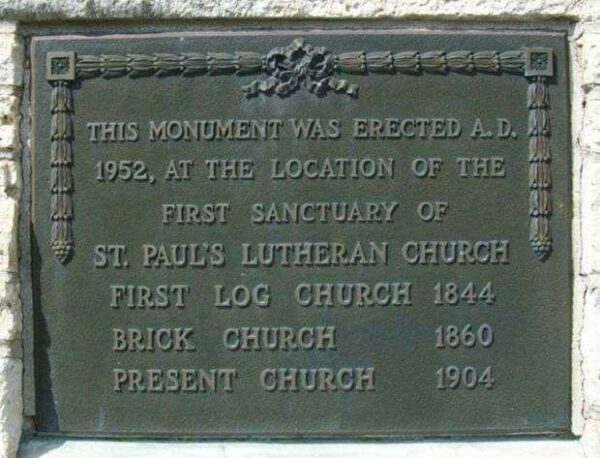 THIS MONUMENT WAS ERECTED A.D.
1952, AT THE LOCATION OF THE
FIRST SANCTUARY OF
ST. PAUL'S LUTHERAN CHURCH
FIRST LOG CHURCH 1844
BRICK CHURCH 1860
PRESENT CHURCH 1904